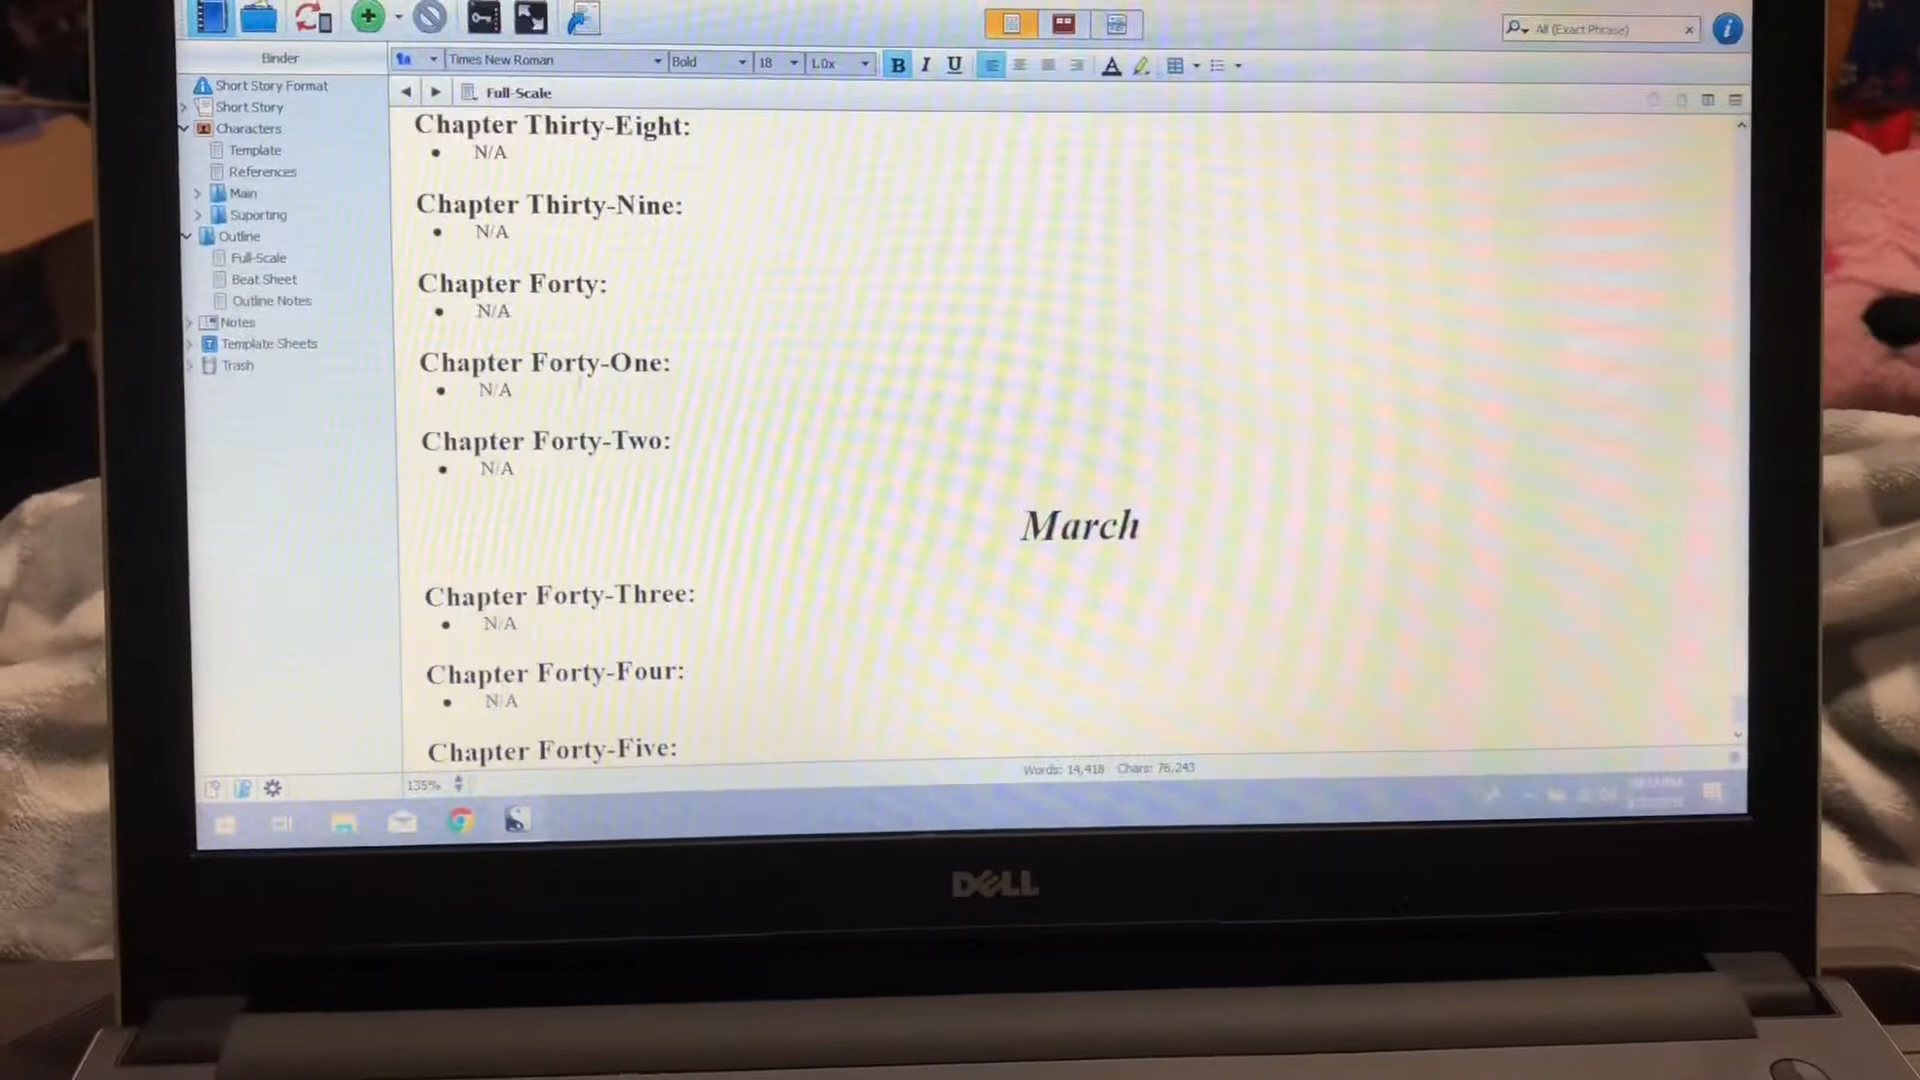 All (Exact Phrase)
Binder
Times New Roman
Bold
18
1.0x
B I U A
Short Story Format
Full-Scale
Short Story
Characters
Template
References
Main
Suporting
Outline
Full-Scale
Beat Sheet
Outline Notes
Notes
Template Sheets
Trash
Chapter Thirty-Eight:
• N/A
Chapter Thirty-Nine:
• N/A
Chapter Forty:
• N/A
Chapter Forty-One:
• N/A
Chapter Forty-Two:
• N/A
March
Chapter Forty-Three:
• N/A
Chapter Forty-Four:
• N/A
Chapter Forty-Five:
135%
Words: 14,418 Chars: 76,243
DELL